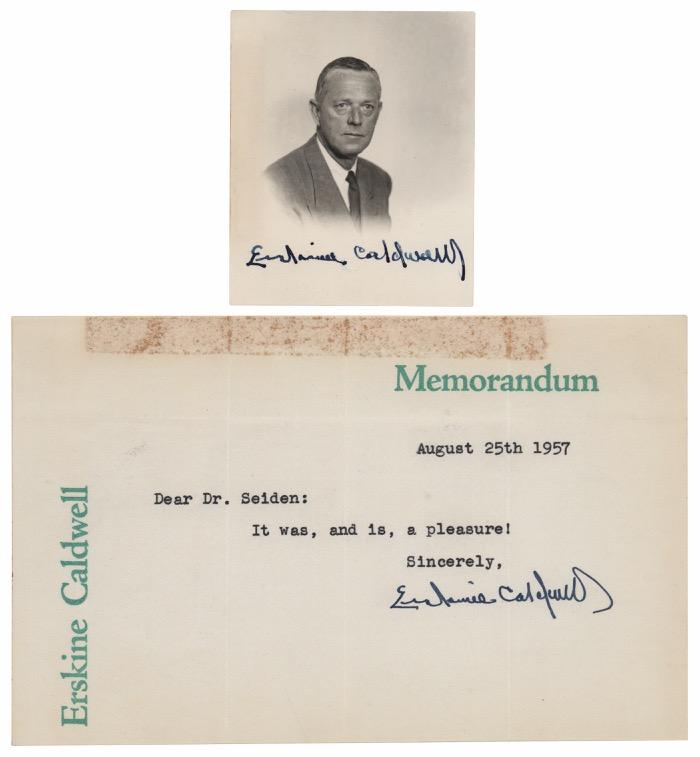 Erskine Caldwell
Memorandum
August 25th 1957
Dear Dr. Seiden:
It was, and is, a pleasure!
Sincerely,
Erskine Caldwell
Erskine Caldwell